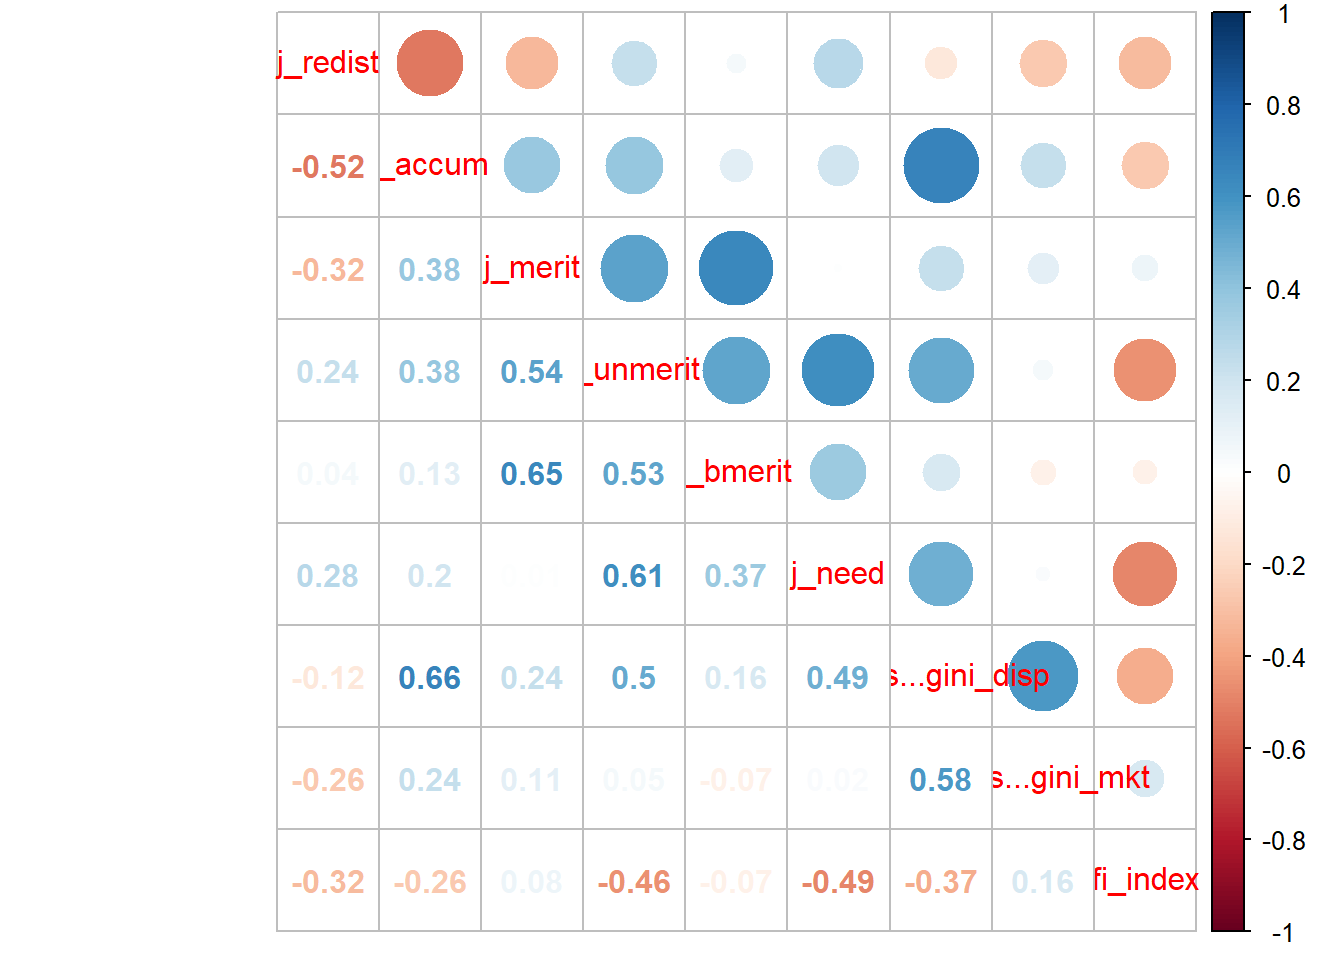 j_redist
-0.52 _accum
-0.32 0.38 j_merit
0.24 0.38 0.54 _unmerit
0.04 0.13 0.65 0.53 _bmerit
0.28 0.2 0.61 0.37 j_need
-0.12 0.66 0.24 0.5 0.16 0.49 s...gini_disp
-0.26 0.24 0.11 0.05 -0.07 0.02 0.58 s...gini_mkt
-0.32 -0.26 0.08 -0.46 -0.07 -0.49 -0.37 0.16 fi_index
1
0.8
0.6
0.4
0.2
0
-0.2
-0.4
-0.6
-0.8
-1